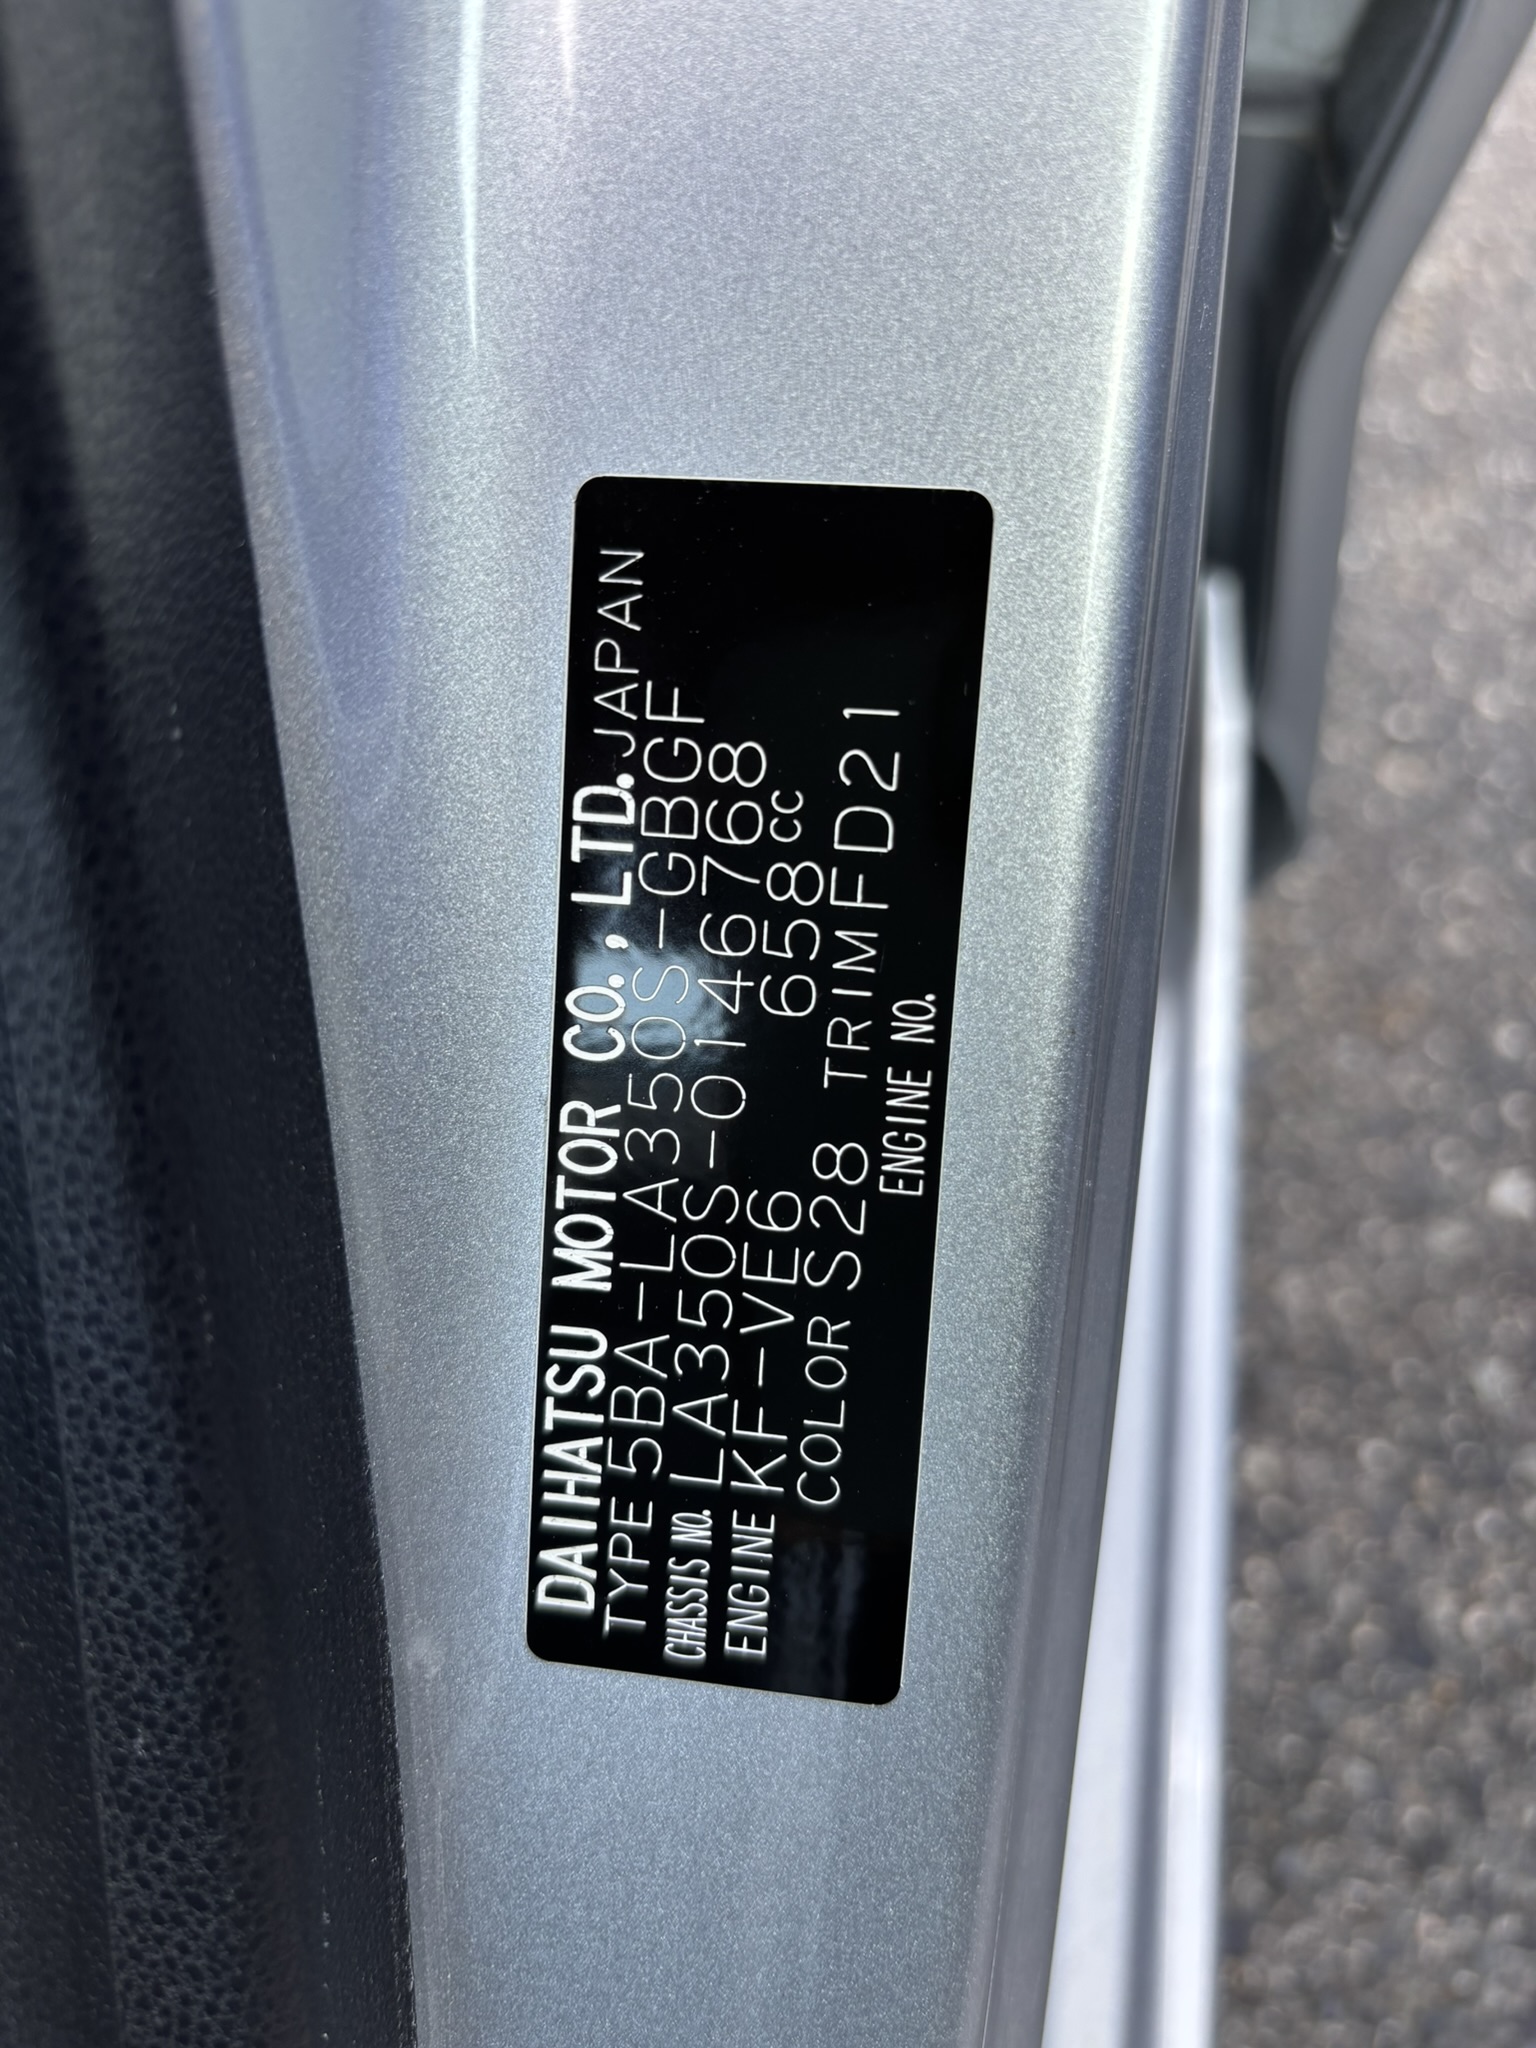 DAIHATSU MOTOR CO., LTD. JAPAN
TYPE 5BA-LA350S-GBGF
CHASSIS NO. LA350S-0146768
ENGINE KF-VE6 658cc
COLOR S28 TRIM FD21
ENGINE NO.